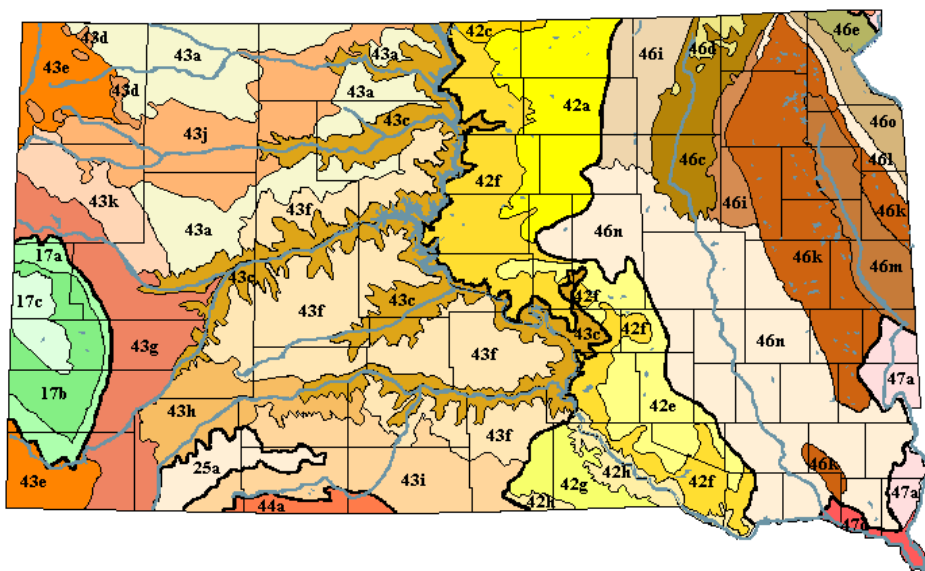 43d 42c 46e
43a 43a 46d
43e 46i
43d 43a 42a
43c 46o
43j 46c 46l
42f
43k 43f 46i 46k
43a 46n
17a 46k 46m
17c 43c 43c 42f
43f 42f
43g 43c 46n
43f 47a
17b 42e
43h
43f
25a 42h 46k
43e 43i 42g 42f 47a
44a 42h 47d